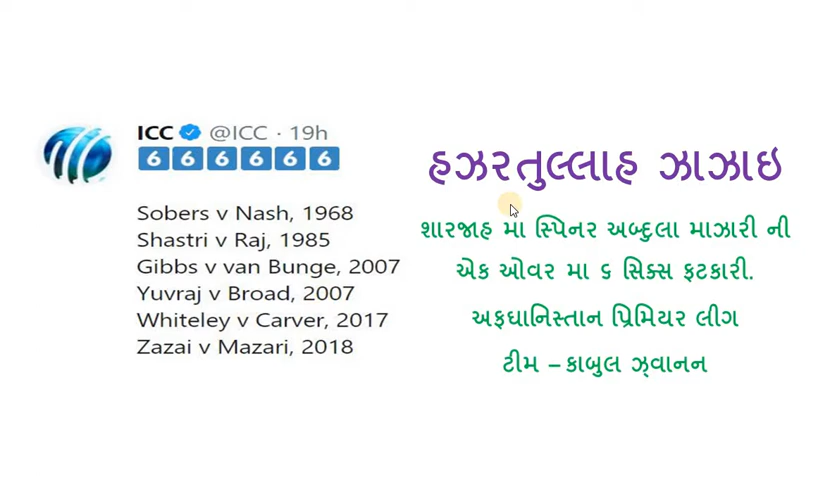 ICC @ICC · 19h
6 6 6 6 6 6
Sobers v Nash, 1968
Shastri v Raj, 1985
Gibbs v van Bunge, 2007
Yuvraj v Broad, 2007
Whiteley v Carver, 2017
Zazai v Mazari, 2018
હઝરતુલ્લાહ ઝાઝાઇ
શારજાહ મા સ્પિનર અબ્દુલા માઝારી ની
એક ઓવર મા ૬ સિક્સ ફટકારી.
અફઘાનિસ્તાન પ્રિમિયર લીગ
ટીમ – કાબુલ ઝ્વાનન